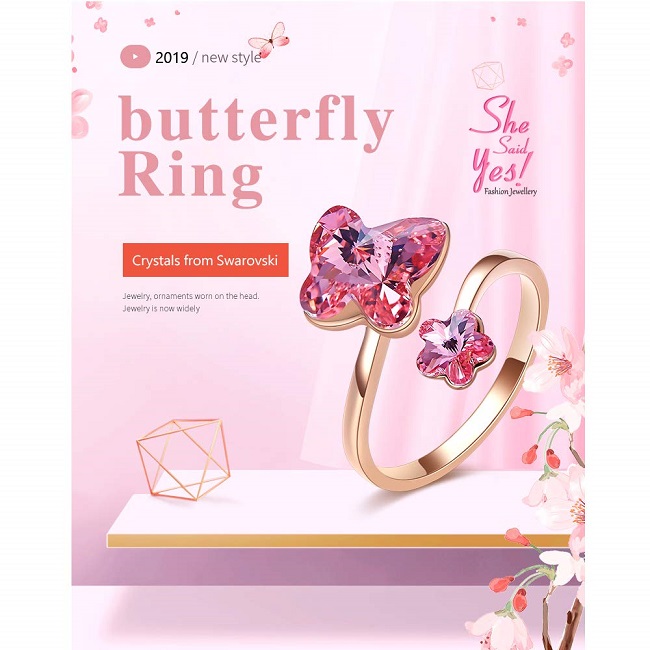 2019 / new style
butterfly
Ring
She
Said
Yes!
Fashion Jewellery
Crystals from Swarovski
Jewelry, ornaments worn on the head.
Jewelry is now widely